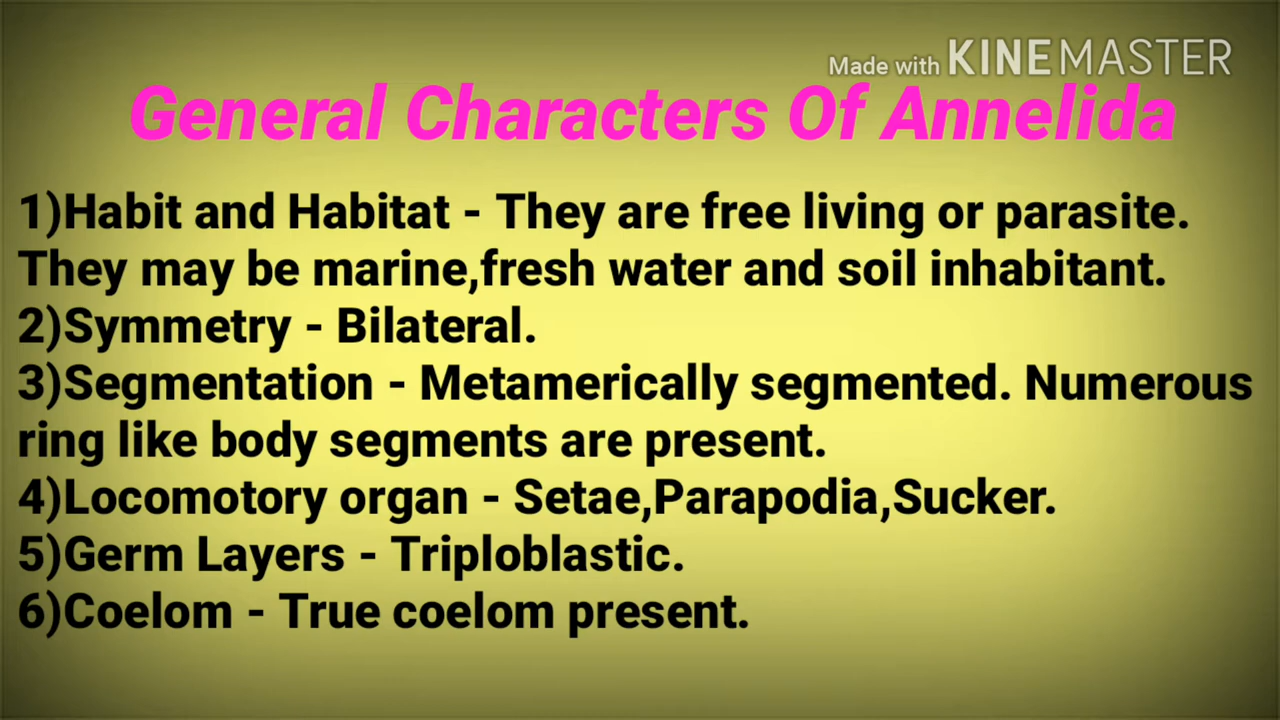 Made with KINEMASTER
General Characters Of Annelida
1)Habit and Habitat - They are free living or parasite.
They may be marine,fresh water and soil inhabitant.
2)Symmetry - Bilateral.
3)Segmentation - Metamerically segmented. Numerous
ring like body segments are present.
4)Locomotory organ - Setae,Parapodia,Sucker.
5)Germ Layers - Triploblastic.
6)Coelom - True coelom present.